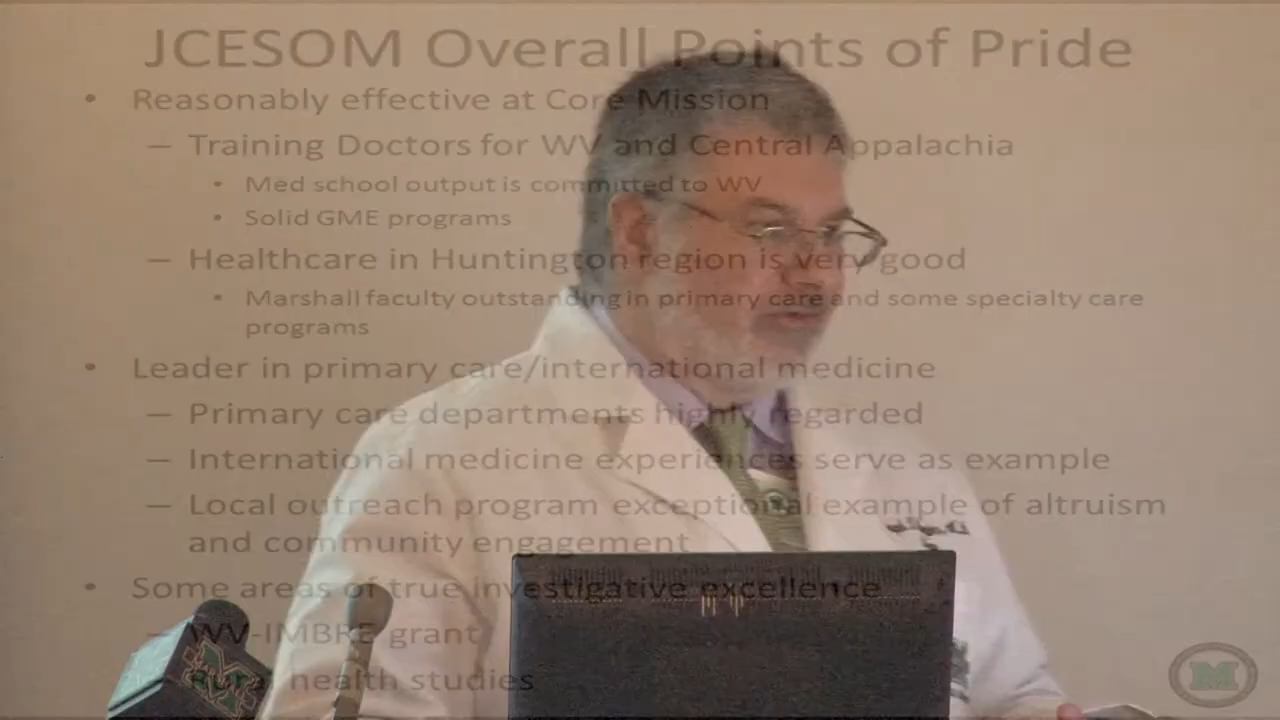 JCESOM Overall Points of Pride
• Reasonably effective at Core Mission
– Training Doctors for WV and Central Appalachia
• Med school output is committed to WV
• Solid GME programs
– Healthcare in Huntington region is very good
• Marshall faculty outstanding in primary care and some specialty care
programs
• Leader in primary care/international medicine
– Primary care departments highly regarded
– International medicine experiences serve as example
– Local outreach program exceptional example of altruism
and community engagement
• Some areas of true investigative excellence
– WV-IMBRE grant
– Rural health studies
M
M